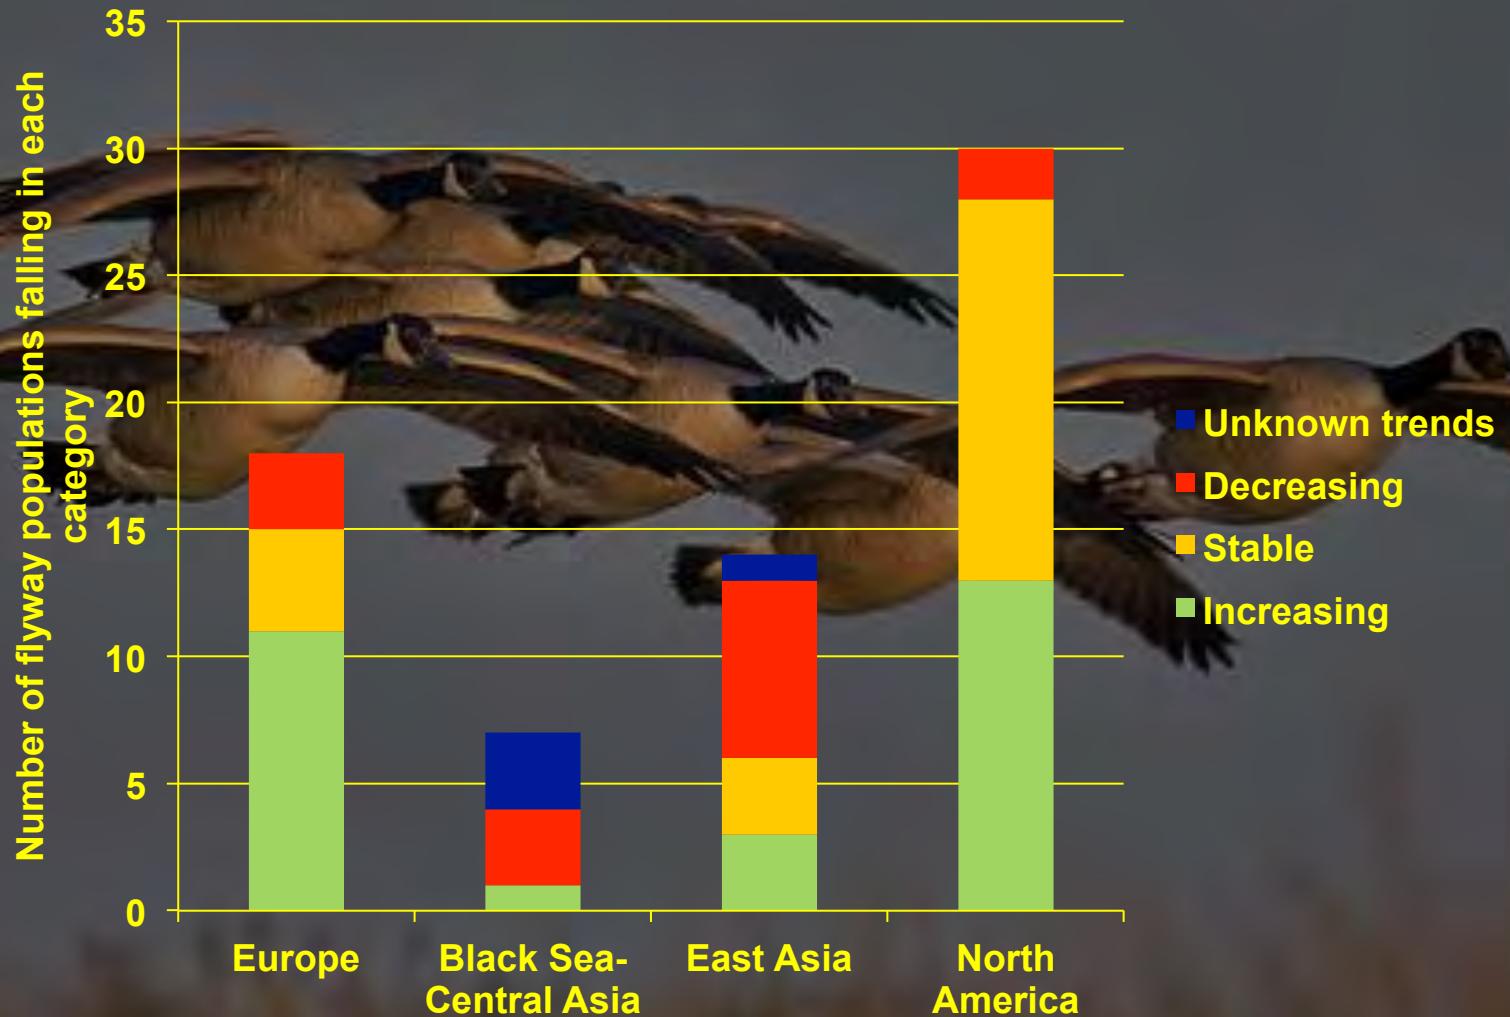 Number of flyway populations falling in each
category
35
30
25
20
15
10
5
0
Europe
Black Sea-
Central Asia
East Asia
North
America
Unknown trends
Decreasing
Stable
Increasing